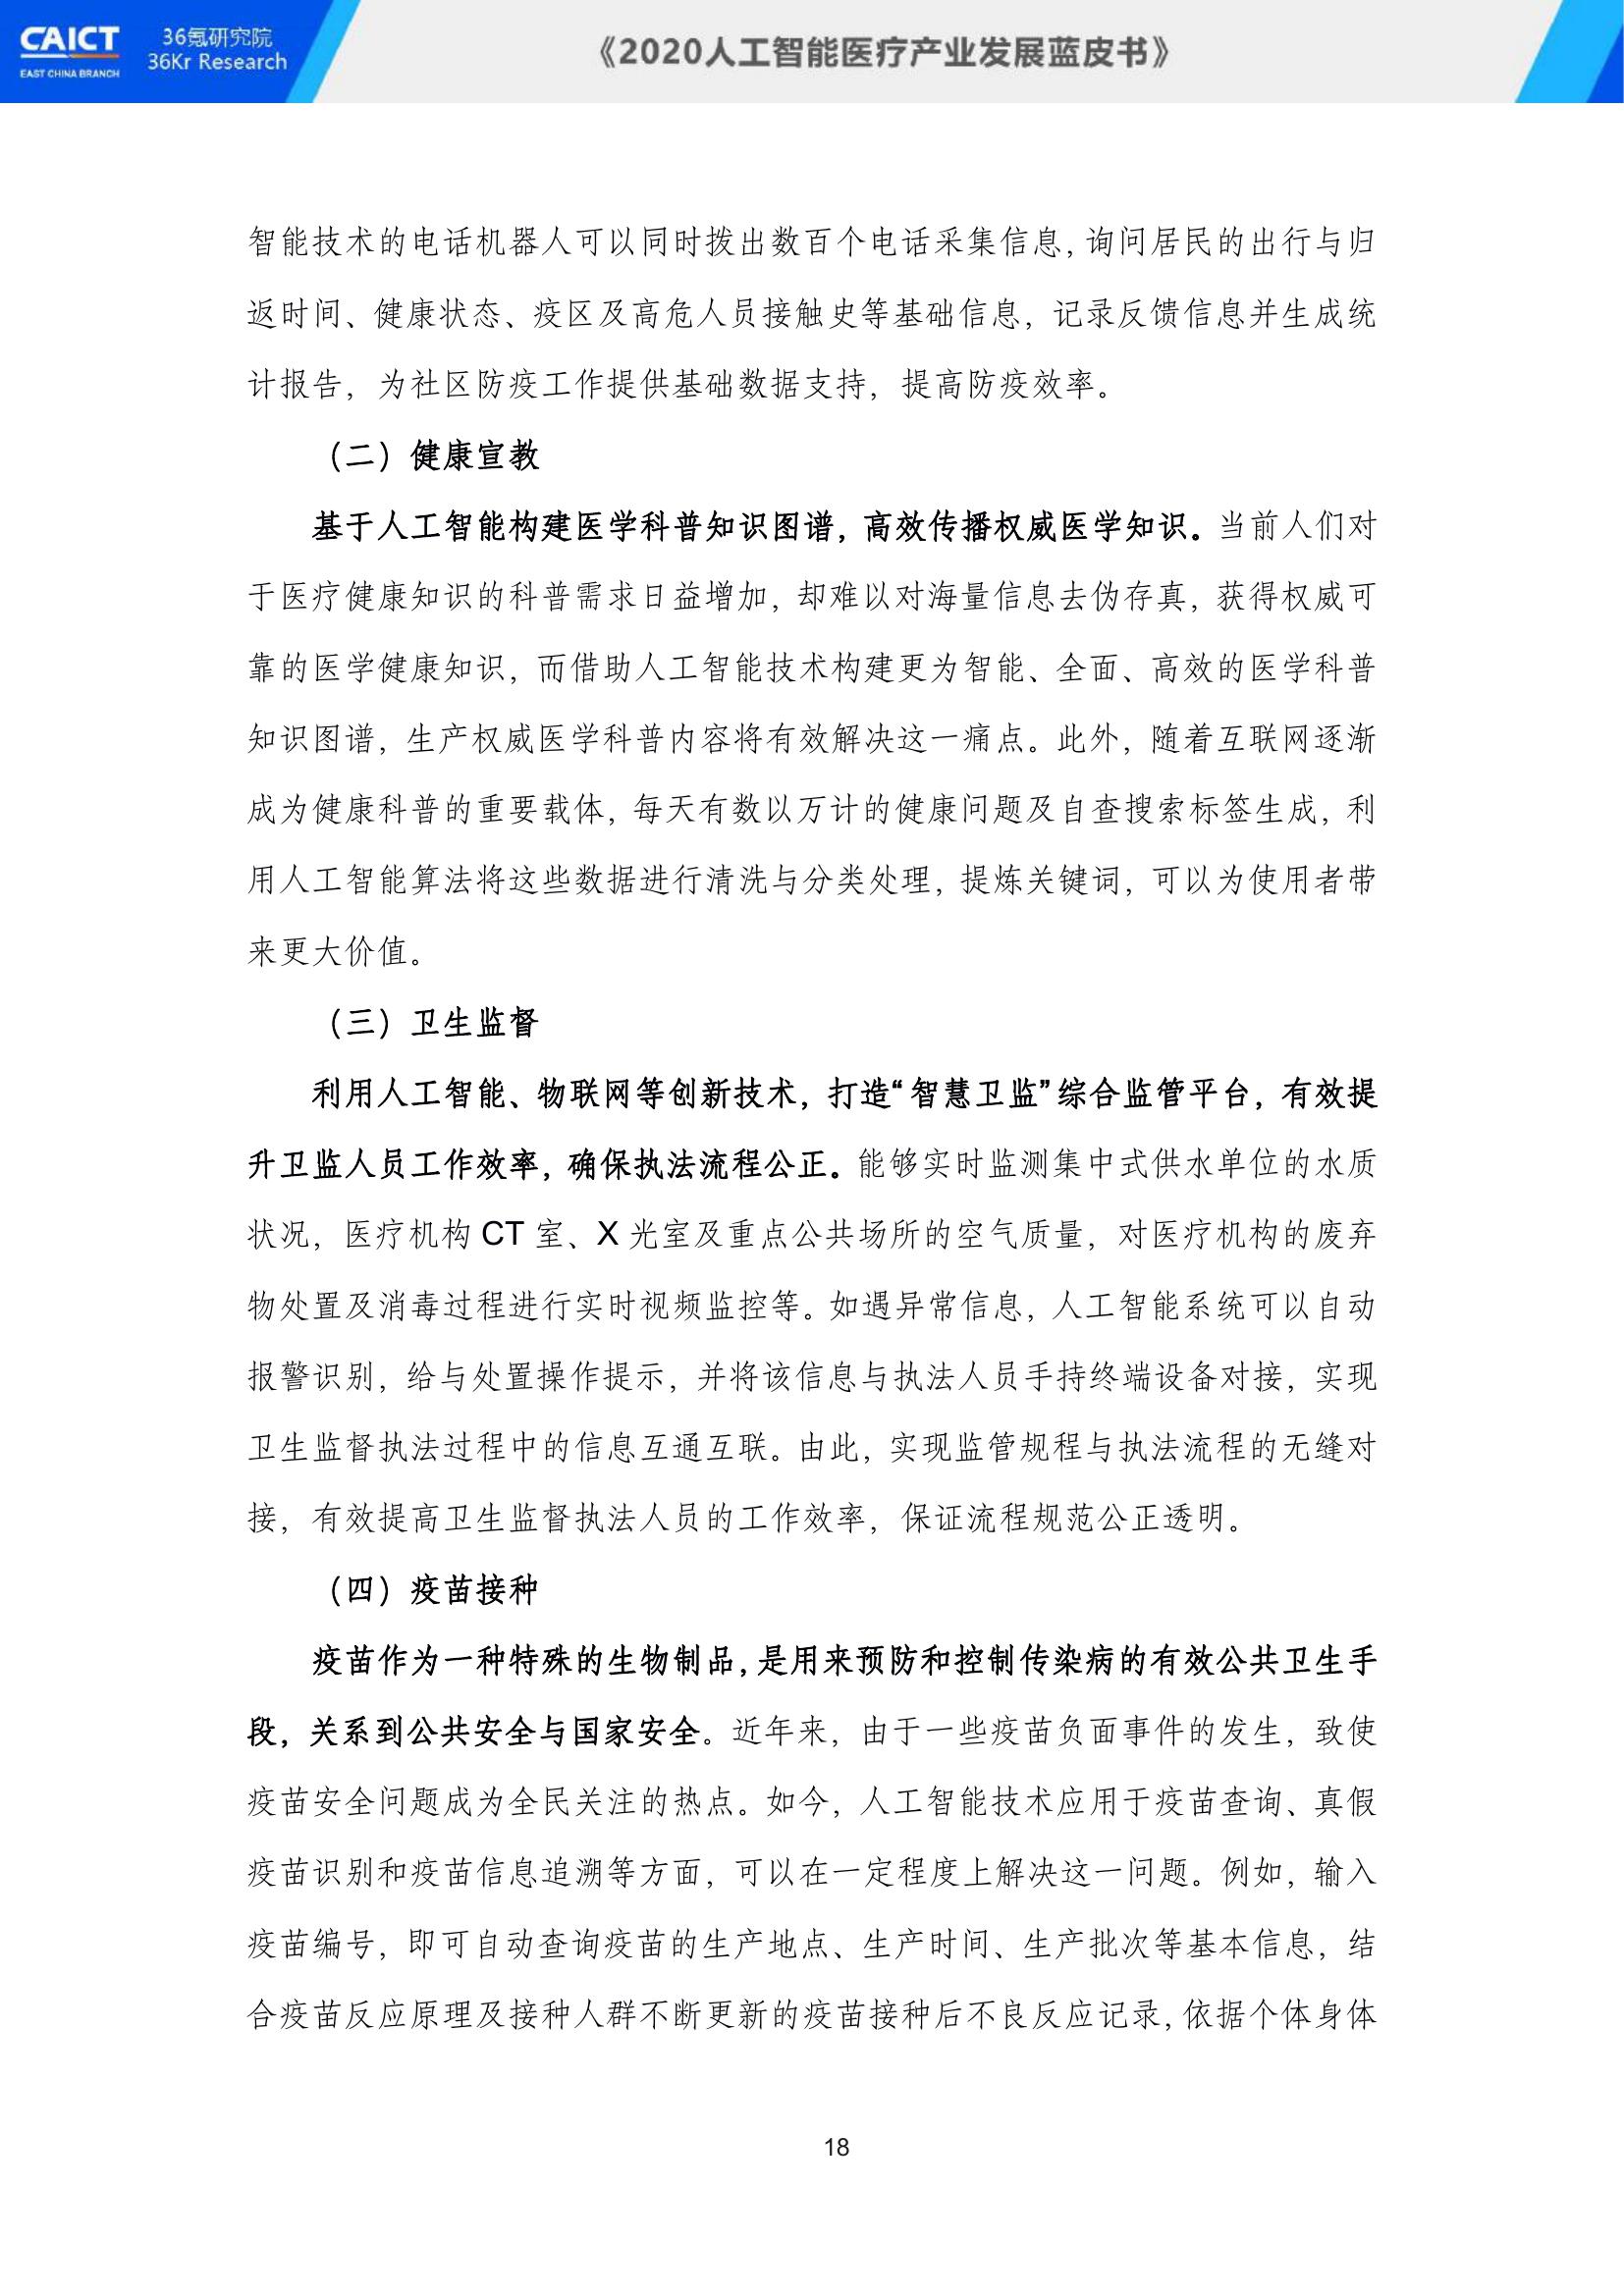 CAICT
EAST CHINA BRANCH
36氪研究院
36Kr Research
《2020人工智能医疗产业发展蓝皮书》
智能技术的电话机器人可以同时拨出数百个电话采集信息，询问居民的出行与归
返时间、健康状态、疫区及高危人员接触史等基础信息，记录反馈信息并生成统
计报告，为社区防疫工作提供基础数据支持，提高防疫效率。
（二）健康宣教
基于人工智能构建医学科普知识图谱，高效传播权威医学知识。当前人们对
于医疗健康知识的科普需求日益增加，却难以对海量信息去伪存真，获得权威可
靠的医学健康知识，而借助人工智能技术构建更为智能、全面、高效的医学科普
知识图谱，生产权威医学科普内容将有效解决这一痛点。此外，随着互联网逐渐
成为健康科普的重要载体，每天有数以万计的健康问题及自查搜索标签生成，利
用人工智能算法将这些数据进行清洗与分类处理，提炼关键词，可以为使用者带
来更大价值。
（三）卫生监督
利用人工智能、物联网等创新技术，打造“智慧卫监”综合监管平台，有效提
升卫监人员工作效率，确保执法流程公正。能够实时监测集中式供水单位的水质
状况，医疗机构 CT 室、X 光室及重点公共场所的空气质量，对医疗机构的废弃
物处置及消毒过程进行实时视频监控等。如遇异常信息，人工智能系统可以自动
报警识别，给与处置操作提示，并将该信息与执法人员手持终端设备对接，实现
卫生监督执法过程中的信息互通互联。由此，实现监管规程与执法流程的无缝对
接，有效提高卫生监督执法人员的工作效率，保证流程规范公正透明。
（四）疫苗接种
疫苗作为一种特殊的生物制品，是用来预防和控制传染病的有效公共卫生手
段，关系到公共安全与国家安全。近年来，由于一些疫苗负面事件的发生，致使
疫苗安全问题成为全民关注的热点。如今，人工智能技术应用于疫苗查询、真假
疫苗识别和疫苗信息追溯等方面，可以在一定程度上解决这一问题。例如，输入
疫苗编号，即可自动查询疫苗的生产地点、生产时间、生产批次等基本信息，结
合疫苗反应原理及接种人群不断更新的疫苗接种后不良反应记录，依据个体身体
18